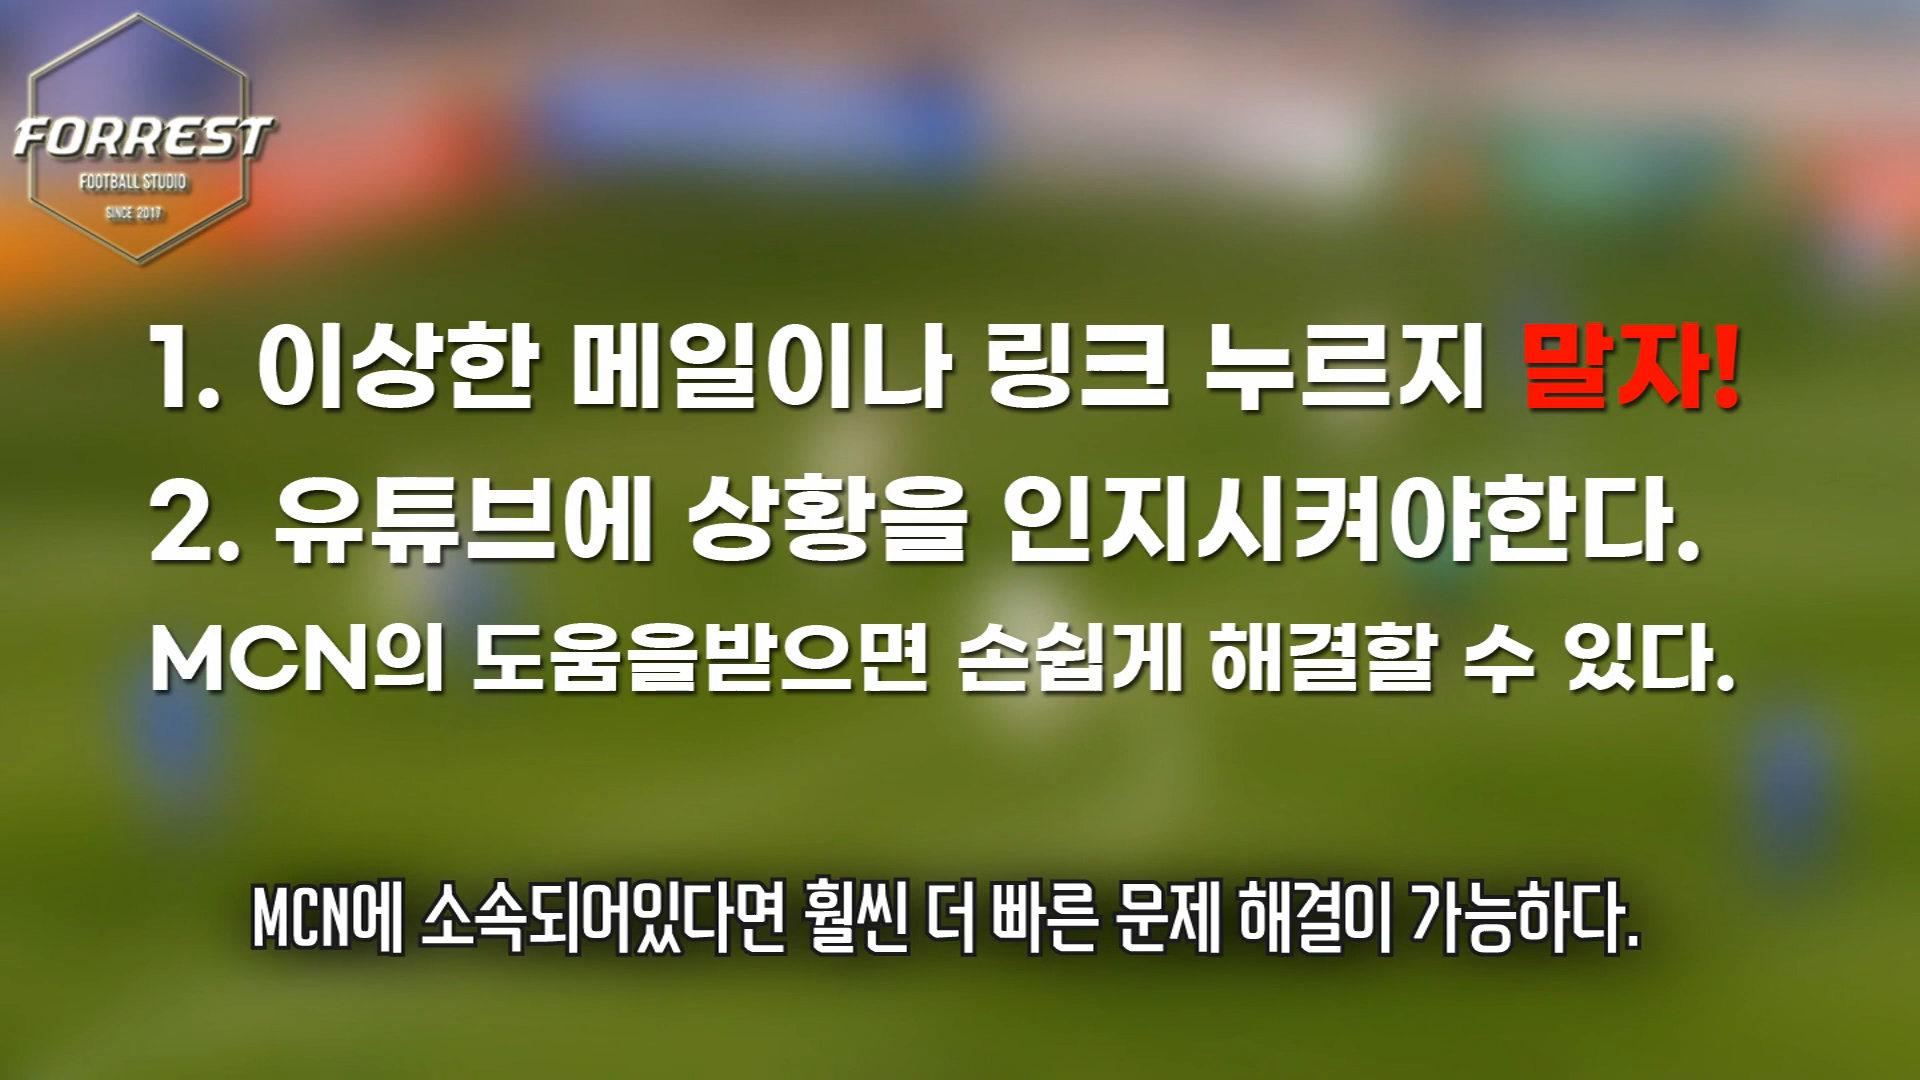 FORREST
FOOTBALL STUDIO
SINCE 2017
1. 이상한 메일이나 링크 누르지 말자!
2. 유튜브에 상황을 인지시켜야한다.
MCN의 도움을받으면 손쉽게 해결할 수 있다.
MCN에 소속되어있다면 훨씬 더 빠른 문제 해결이 가능하다.